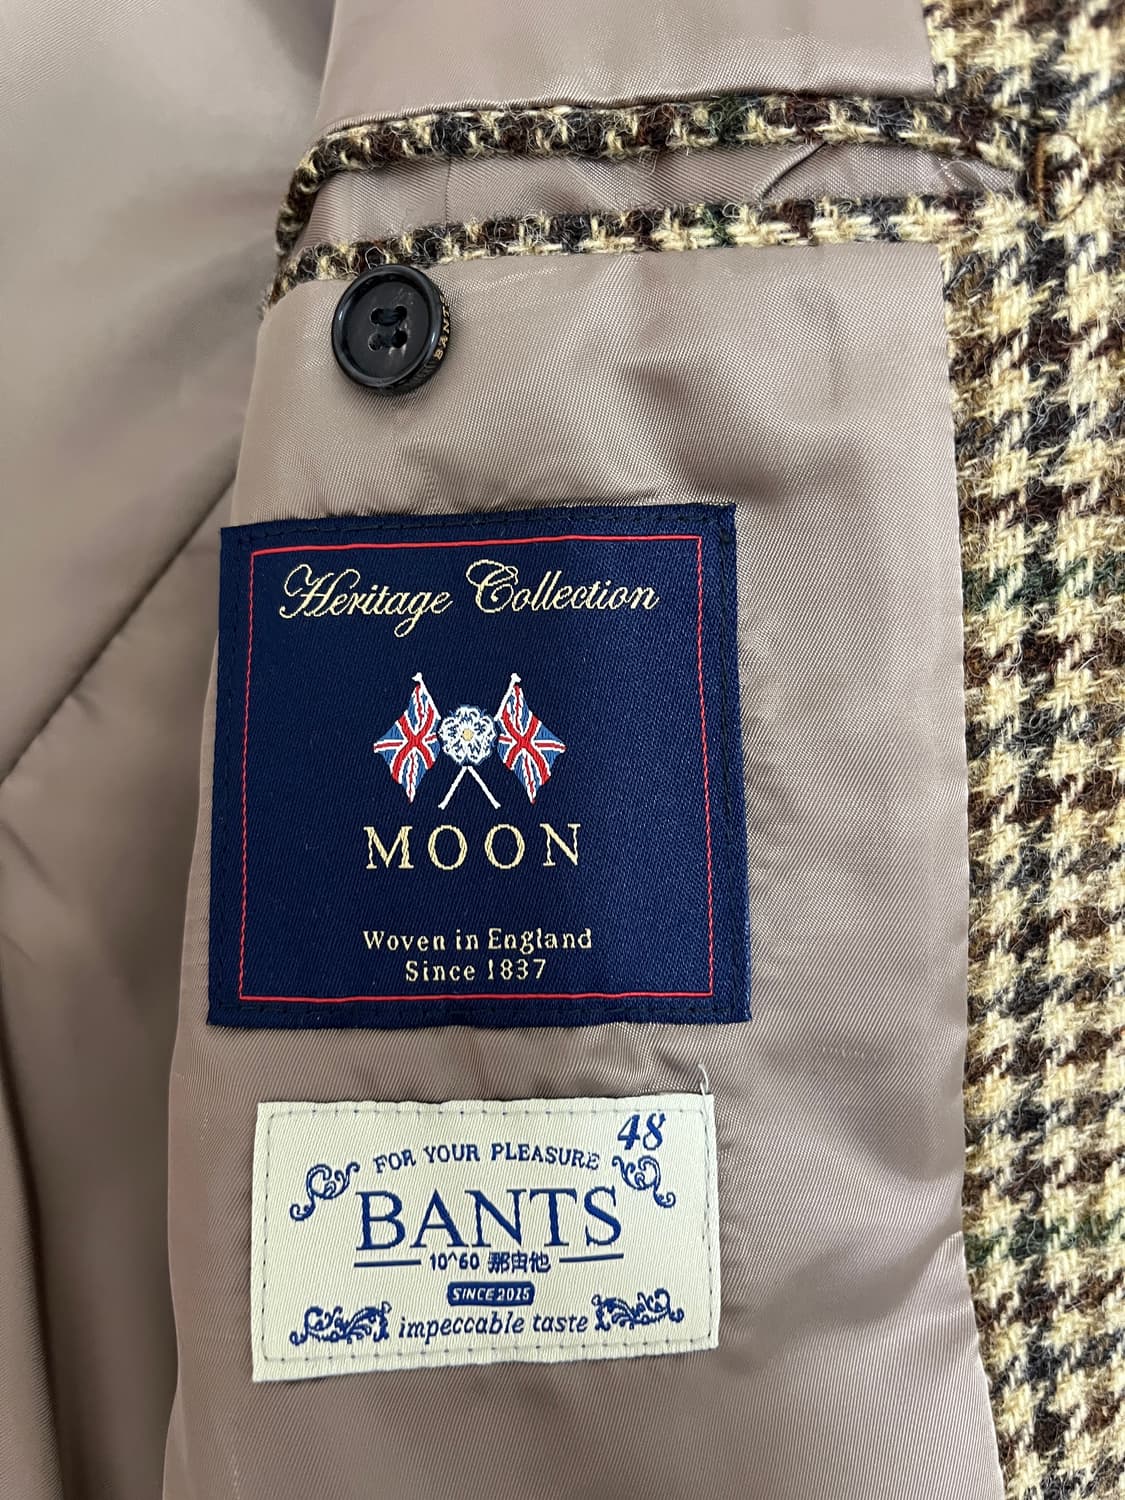 BANT
Heritage Collection
MOON
Woven in England
Since 1837
48
FOR YOUR PLEASURE
BANTS
10^60 那由他
SINCE 2015
impeccable taste